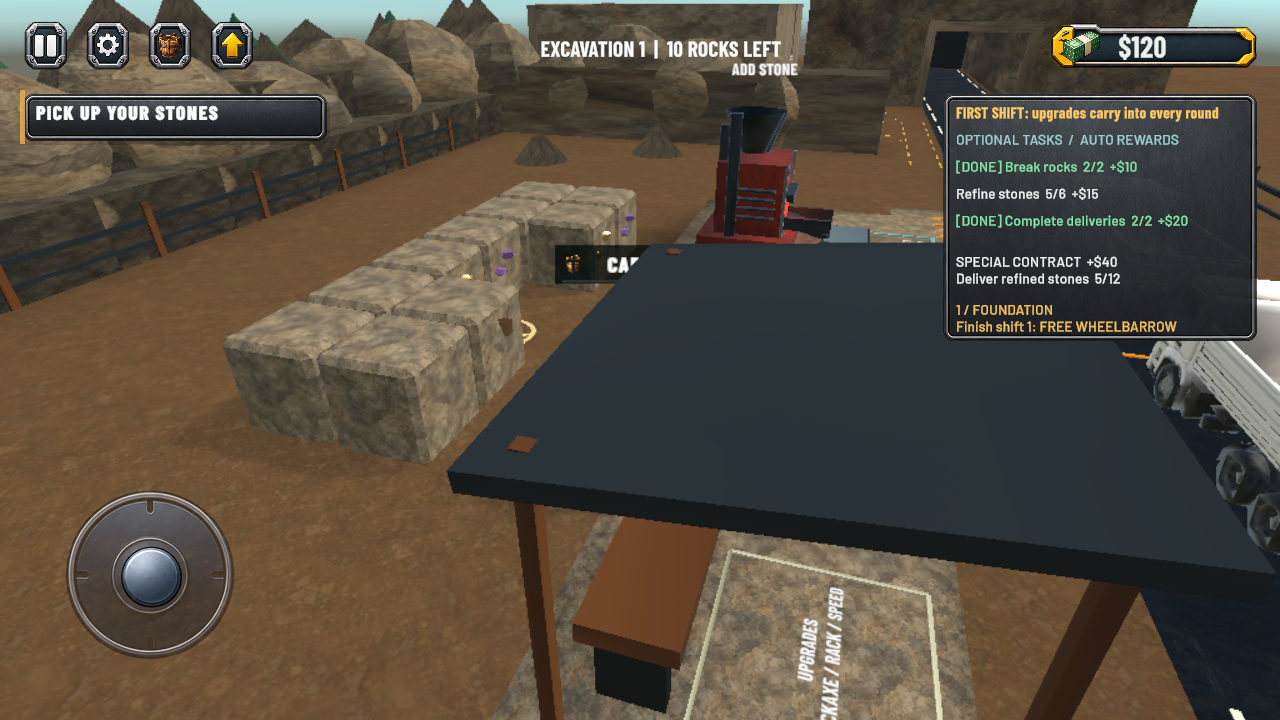 EXCAVATION 1 | 10 ROCKS LEFT
ADD STONE
$120
PICK UP YOUR STONES
FIRST SHIFT: upgrades carry into every round
OPTIONAL TASKS / AUTO REWARDS
[DONE] Break rocks 2/2 +$10
Refine stones 5/6 +$15
[DONE] Complete deliveries 2/2 +$20
SPECIAL CONTRACT +$40
Deliver refined stones 5/12
1 / FOUNDATION
Finish shift 1: FREE WHEELBARROW
UPGRADES
/ RACK / SPEED